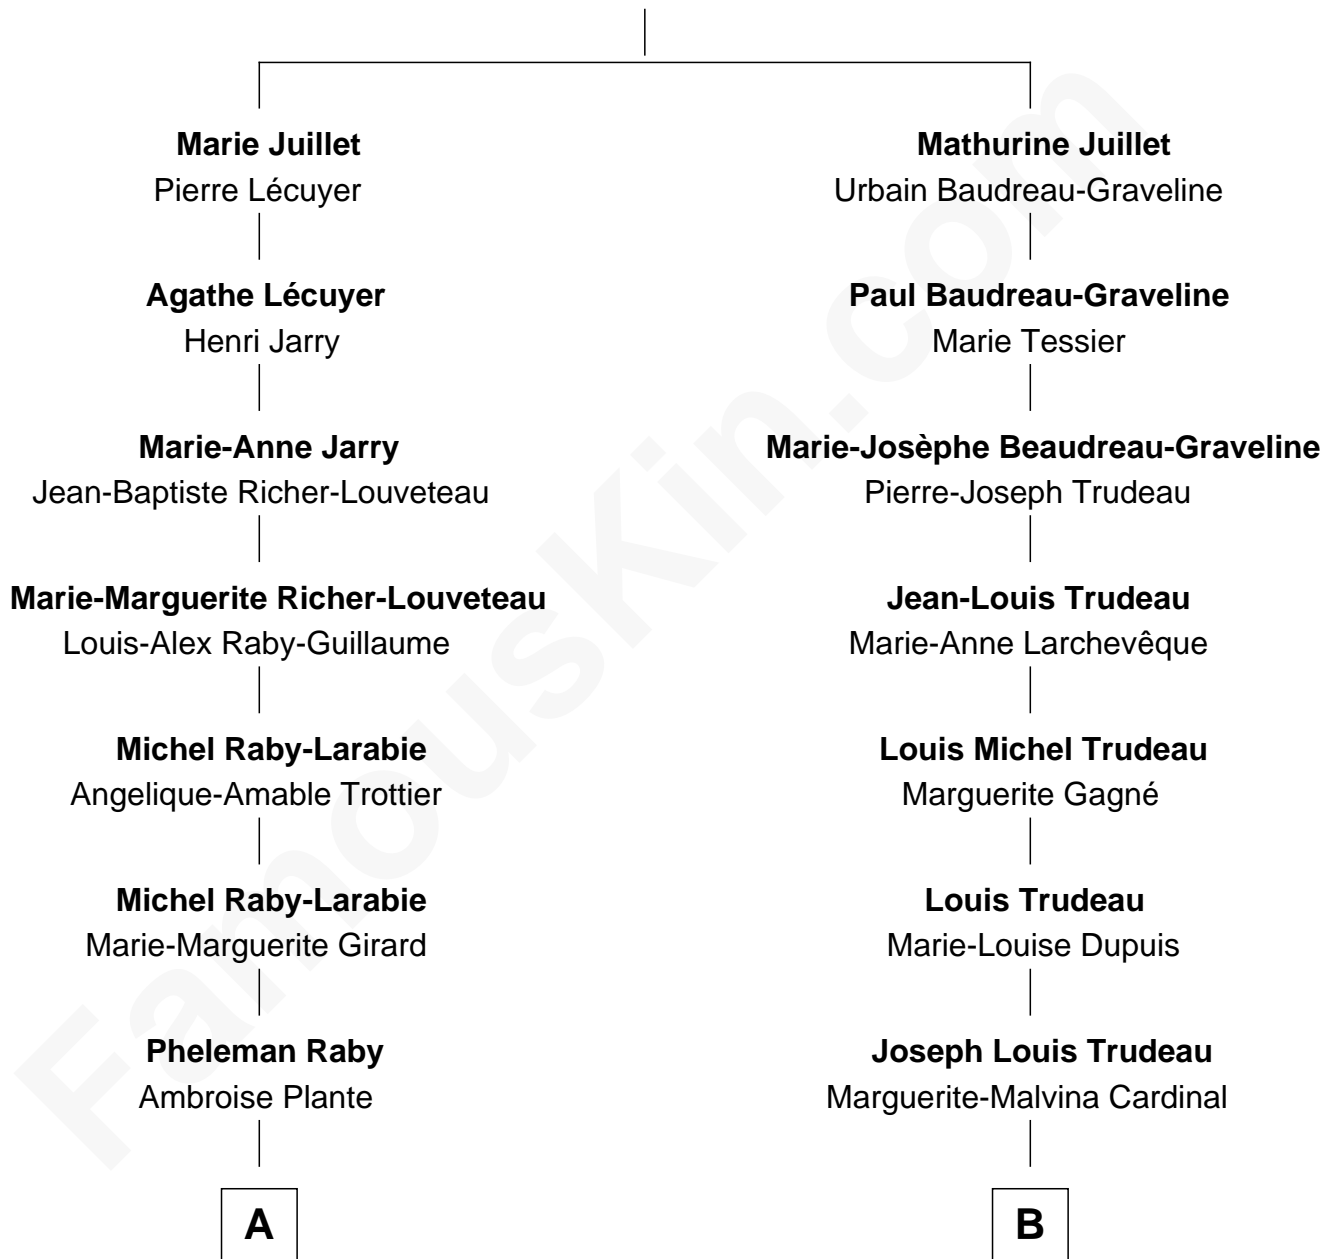 Marie Juillet
Pierre Lécuyer
Agathe Lécuyer
Henri Jarry
Marie-Anne Jarry
Jean-Baptiste Richer-Louveteau
Marie-Marguerite Richer-Louveteau
Louis-Alex Raby-Guillaume
Michel Raby-Larabie
Angelique-Amable Trottier
Michel Raby-Larabie
Marie-Marguerite Girard
Pheleman Raby
Ambroise Plante
A
Mathurine Juillet
Urbain Baudreau-Graveline
Paul Baudreau-Graveline
Marie Tessier
Marie-Josèphe Beaudreau-Graveline
Pierre-Joseph Trudeau
Jean-Louis Trudeau
Marie-Anne Larchevêque
Louis Michel Trudeau
Marguerite Gagné
Louis Trudeau
Marie-Louise Dupuis
Joseph Louis Trudeau
Marguerite-Malvina Cardinal
B
FamousKin.com